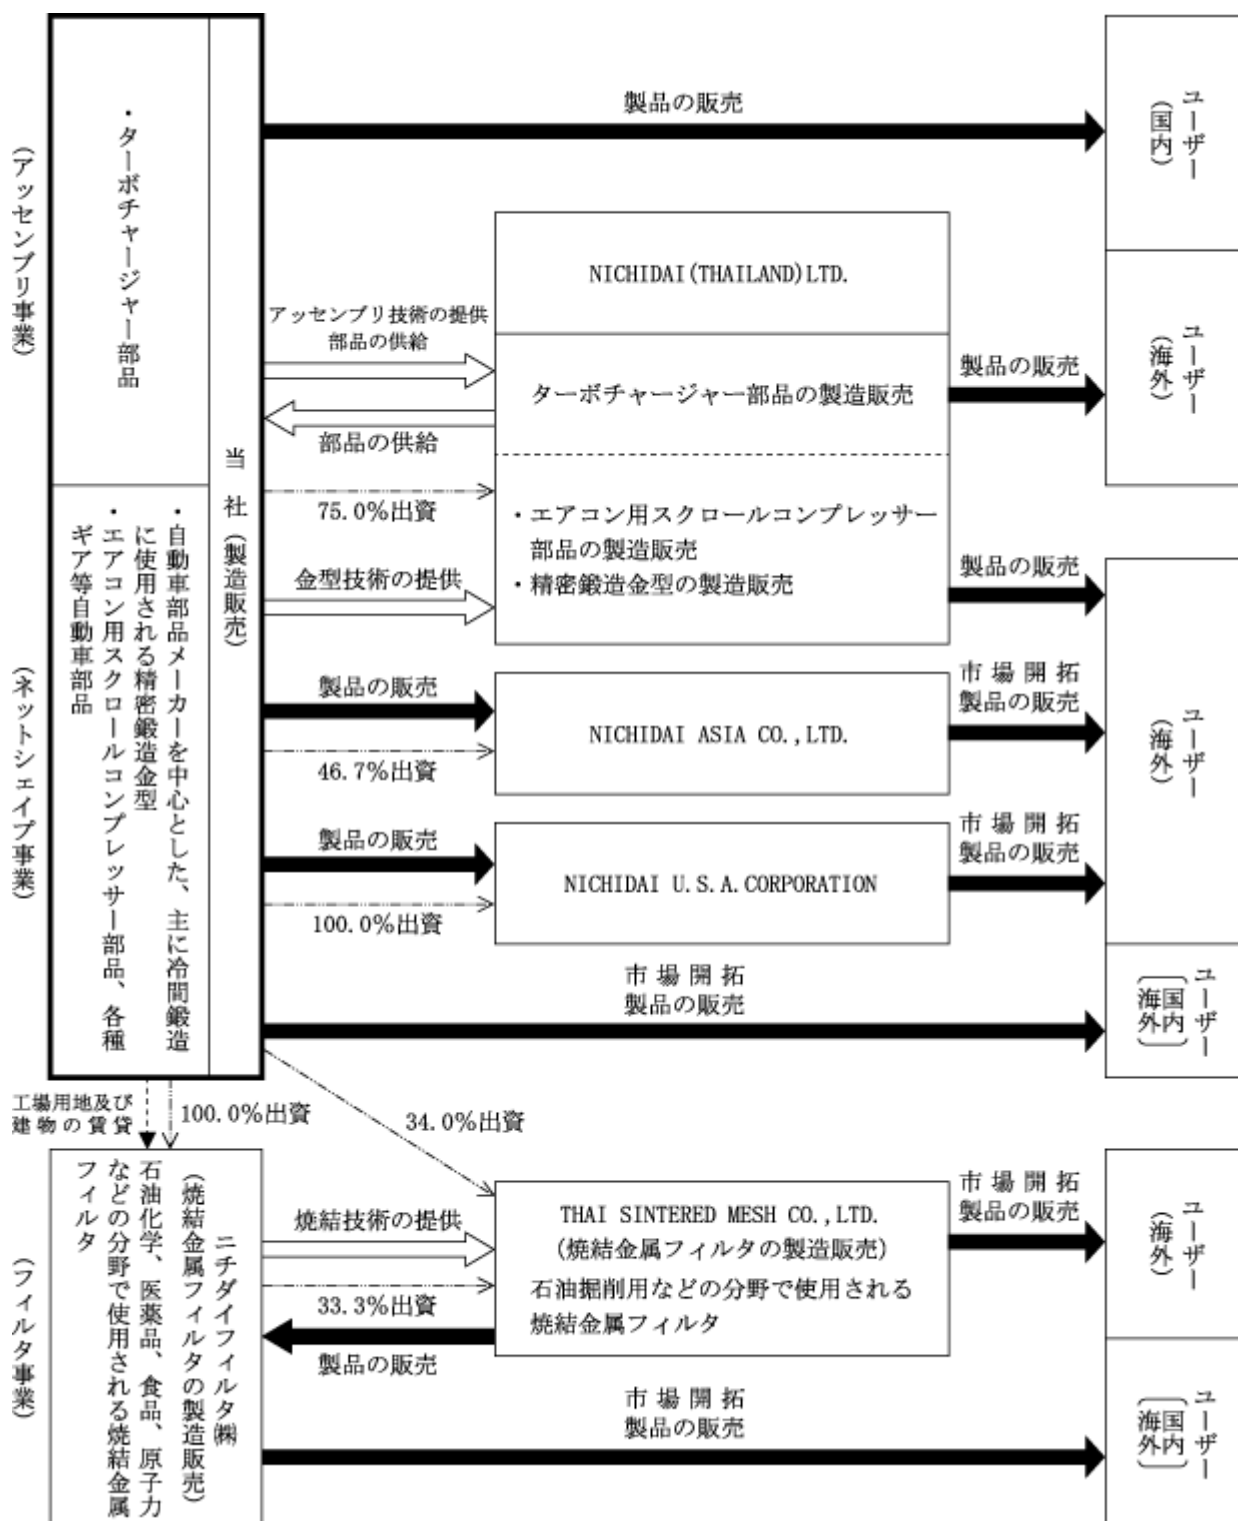 (アッセンブリ事業)
・ターボチャージャー部品
当 社 (製造販売)
製品の販売
ユーザー
(国内)
NICHIDAI(THAILAND)LTD.
アッセンブリ技術の提供
部品の供給
ターボチャージャー部品の製造販売
製品の販売
ユーザー
(海外)
部品の供給
75.0%出資
・エアコン用スクロールコンプレッサー
部品の製造販売
・精密鍛造金型の製造販売
金型技術の提供
製品の販売
(ネットシェイプ事業)
・自動車部品メーカーを中心とした、主に冷間鍛造
に使用される精密鍛造金型
・エアコン用スクロールコンプレッサー部品、各種
ギア等自動車部品
製品の販売
46.7%出資
NICHIDAI ASIA CO.,LTD.
市場開拓
製品の販売
ユーザー
(海外)
製品の販売
100.0%出資
NICHIDAI U.S.A.CORPORATION
市場開拓
製品の販売
市場開拓
製品の販売
ユーザー
国内
海外
工場用地及び
建物の賃貸
100.0%出資
34.0%出資
(フィルタ事業)
ニチダイフィルタ㈱
(焼結金属フィルタの製造販売)
石油化学、医薬品、食品、原子力
などの分野で使用される焼結金属
フィルタ
焼結技術の提供
33.3%出資
製品の販売
THAI SINTERED MESH CO.,LTD.
(焼結金属フィルタの製造販売)
石油掘削用などの分野で使用される
焼結金属フィルタ
市場開拓
製品の販売
ユーザー
(海外)
市場開拓
製品の販売
ユーザー
国内
海外